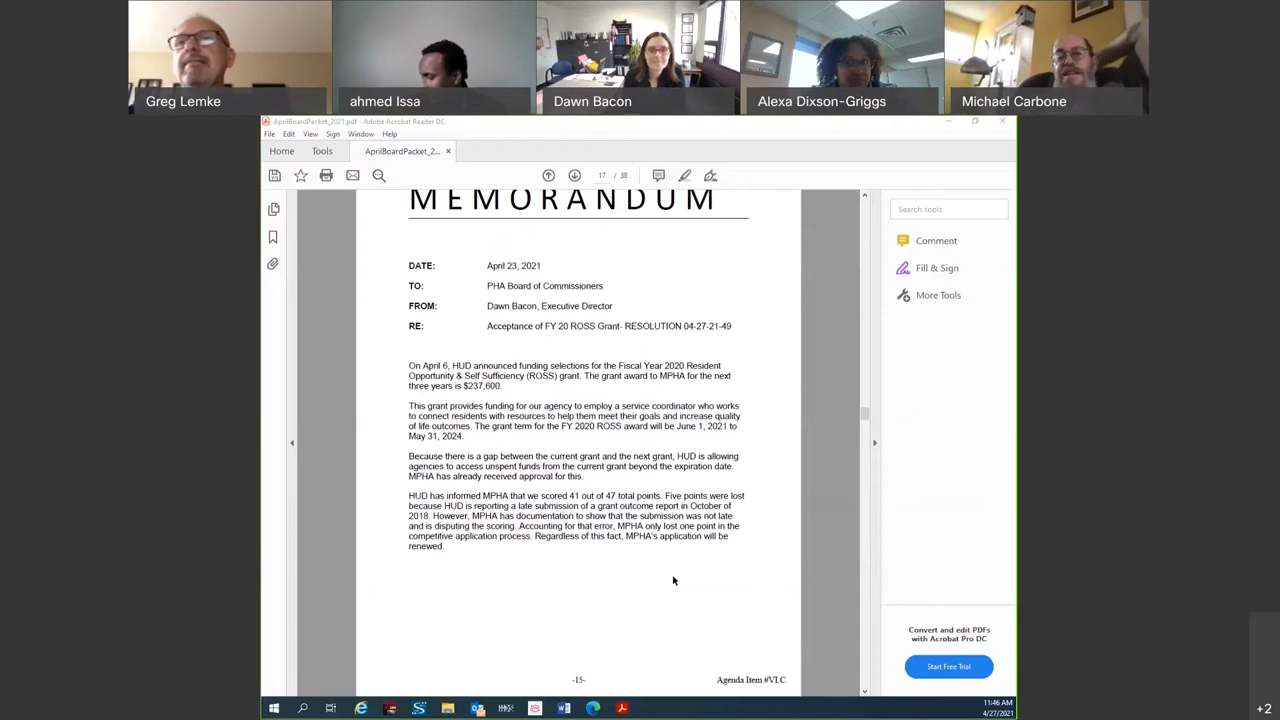 Greg Lemke
ahmed Issa
Dawn Bacon
Alexa Dixson-Griggs
Michael Carbone
AprilBoardPacket_2021.pdf - Adobe Acrobat Reader DC
File Edit View Sign Window Help
Home Tools AprilBoardPacket_2... ×
17 / 38
MEMORANDUM
DATE: April 23, 2021
TO: PHA Board of Commissioners
FROM: Dawn Bacon, Executive Director
RE: Acceptance of FY 20 ROSS Grant- RESOLUTION 04-27-21-49
On April 6, HUD announced funding selections for the Fiscal Year 2020 Resident
Opportunity & Self Sufficiency (ROSS) grant. The grant award to MPHA for the next
three years is $237,600.
This grant provides funding for our agency to employ a service coordinator who works
to connect residents with resources to help them meet their goals and increase quality
of life outcomes. The grant term for the FY 2020 ROSS award will be June 1, 2021 to
May 31, 2024.
Because there is a gap between the current grant and the next grant, HUD is allowing
agencies to access unspent funds from the current grant beyond the expiration date.
MPHA has already received approval for this.
HUD has informed MPHA that we scored 41 out of 47 total points. Five points were lost
because HUD is reporting a late submission of a grant outcome report in October of
2018. However, MPHA has documentation to show that the submission was not late
and is disputing the scoring. Accounting for that error, MPHA only lost one point in the
competitive application process. Regardless of this fact, MPHA's application will be
renewed.
-15- Agenda Item #VI.C.
Search tools
Comment
Fill & Sign
More Tools
Convert and edit PDFs
with Acrobat Pro DC
Start Free Trial
11:46 AM
4/27/2021
+2